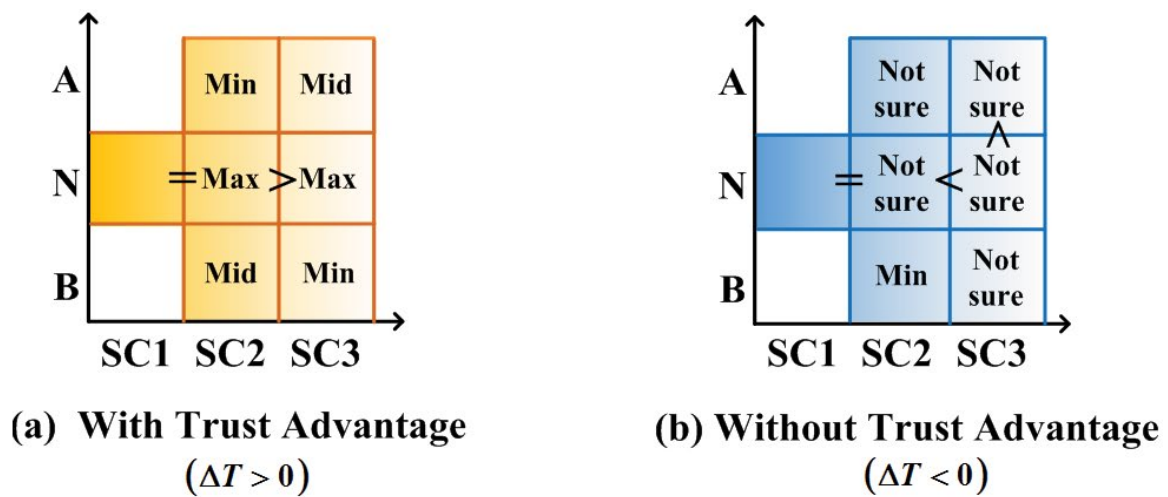 A Min Mid
N = Max > Max
B Mid Min
SC1 SC2 SC3
(a) With Trust Advantage
(ΔT > 0)
A Not sure Not sure
∧
N = Not sure < Not sure
B Min Not sure
SC1 SC2 SC3
(b) Without Trust Advantage
(ΔT < 0)